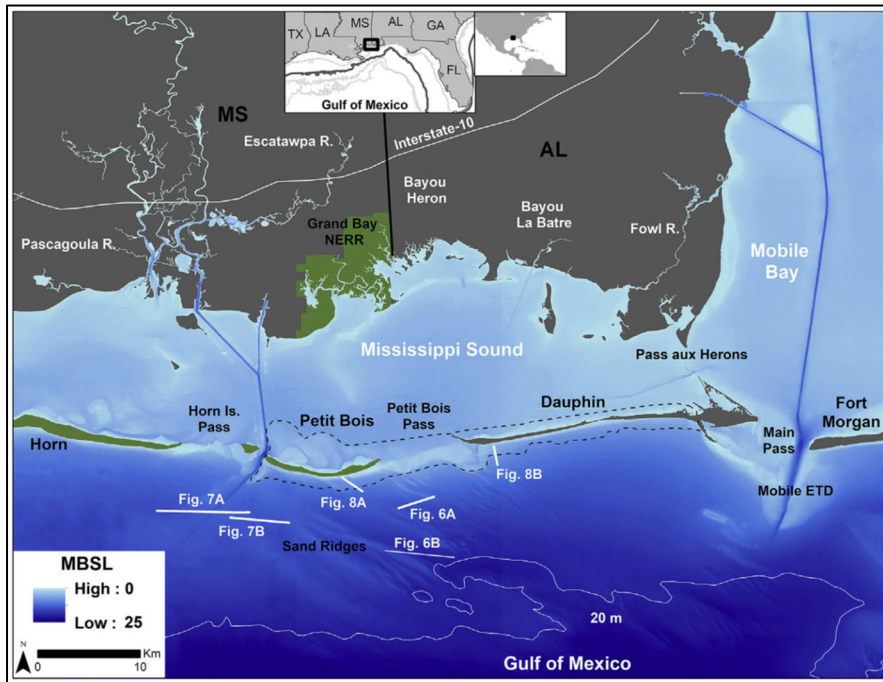 TX
LA
MS
AL
GA
FL
Gulf of Mexico
MS
Escatawpa R.
Interstate-10
AL
Bayou
Heron
Bayou
La Batre
Grand Bay
NERR
Fowl R.
Pascagoula R.
Mobile
Bay
Mississippi Sound
Pass aux Herons
Horn Is.
Pass
Petit Bois
Petit Bois
Pass
Dauphin
Fort
Morgan
Horn
Main
Pass
Fig. 8B
Mobile ETD
Fig. 7A
Fig. 8A
Fig. 6A
Fig. 7B
Sand Ridges
Fig. 6B
MBSL
High : 0
Low : 25
20 m
N
Km
0
10
Gulf of Mexico